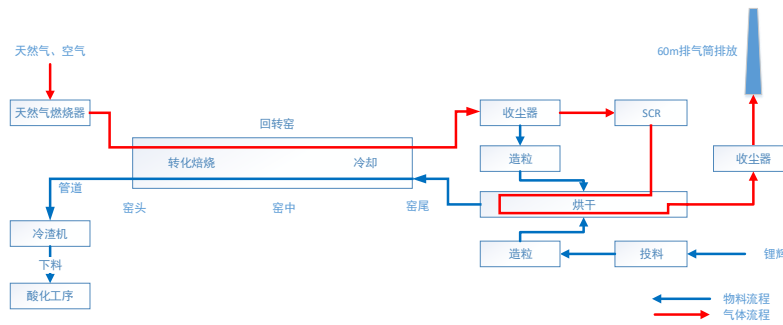 天然气、空气
60m排气筒排放
天然气燃烧器
收尘器
SCR
回转窑
转化焙烧
冷却
造粒
收尘器
管道
窑头
窑中
窑尾
烘干
冷渣机
造粒
投料
锂辉
下料
酸化工序
物料流程
气体流程